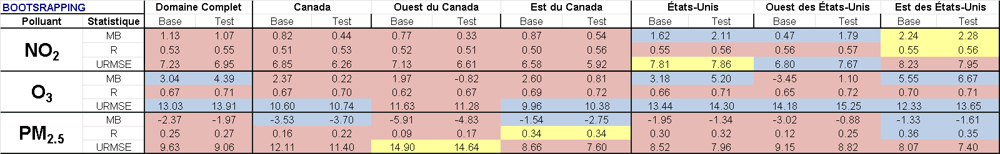 BOOTSRAPPING Domaine Complet Canada Ouest du Canada Est du Canada États-Unis Ouest des États-Unis Est des États-Unis
Polluant Statistique Base Test Base Test Base Test Base Test Base Test Base Test Base Test
NO2
MB 1.13 1.07 0.82 0.44 0.77 0.33 0.87 0.54 1.62 2.11 0.47 1.79 2.24 2.28
R 0.53 0.55 0.51 0.53 0.52 0.51 0.50 0.56 0.55 0.56 0.56 0.57 0.55 0.56
URMSE 7.23 6.95 6.85 6.26 7.13 6.61 6.58 5.92 7.81 7.86 6.80 7.67 8.23 7.95
O3
MB 3.04 4.39 2.37 0.22 1.97 -0.82 2.60 0.81 3.18 5.20 -3.45 1.10 5.55 6.67
R 0.67 0.71 0.67 0.70 0.62 0.67 0.69 0.72 0.66 0.71 0.65 0.72 0.70 0.71
URMSE 13.03 13.91 10.60 10.74 11.63 11.28 9.96 10.38 13.44 14.30 14.18 15.25 12.33 13.65
PM2.5
MB -2.37 -1.97 -3.53 -3.70 -5.91 -4.83 -1.54 -2.75 -1.95 -1.34 -3.02 -0.88 -1.33 -1.61
R 0.25 0.27 0.16 0.22 0.09 0.17 0.34 0.34 0.30 0.32 0.12 0.25 0.36 0.35
URMSE 9.63 9.06 12.11 11.40 14.90 14.64 8.66 7.60 8.52 7.96 9.15 8.82 8.07 7.40